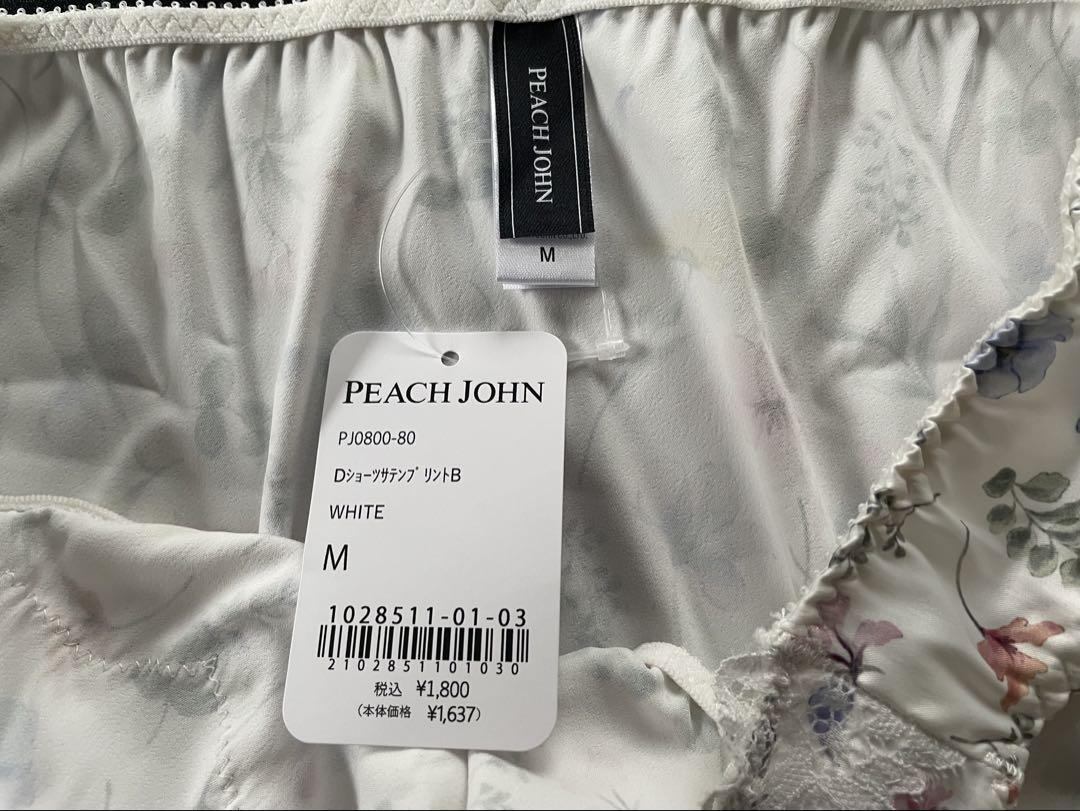 PEACH JOHN
M
PEACH JOHN
PJ0800-80
DｼｮｰﾂｻﾃﾝﾌﾟﾘﾝﾄB
WHITE
M
1028511-01-03
2102851101030
税込 ¥1,800
（本体価格 ¥1,637）